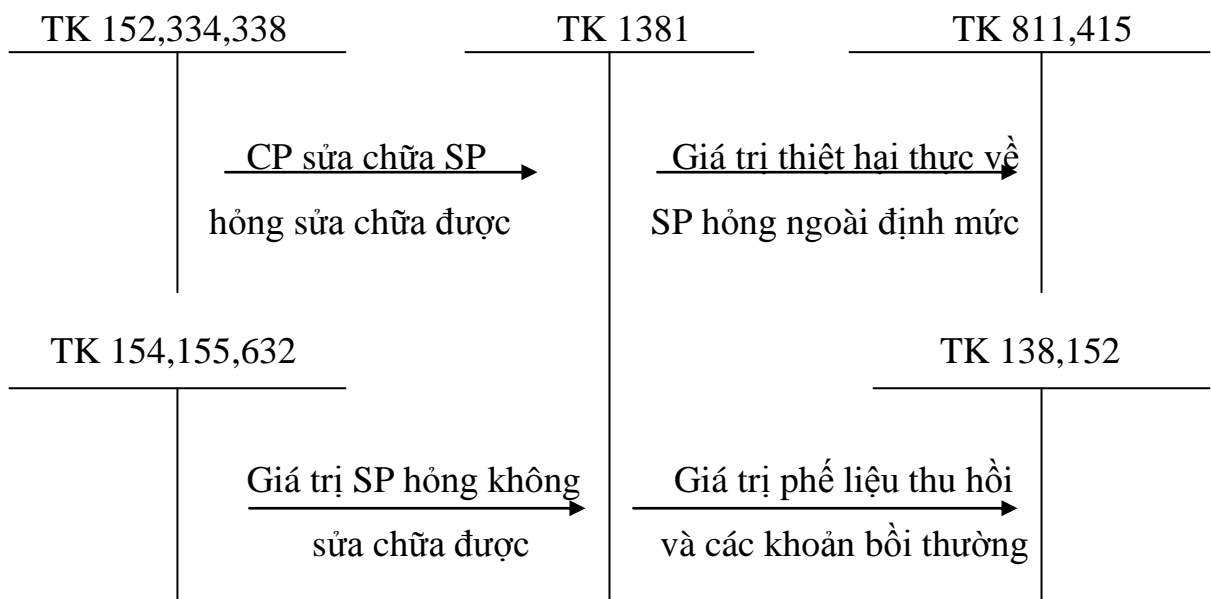 TK 152,334,338 TK 1381 TK 811,415
CP sửa chữa SP Giá trị thiệt hại thực về
hỏng sửa chữa được SP hỏng ngoài định mức
TK 154,155,632 TK 138,152
Giá trị SP hỏng không Giá trị phế liệu thu hồi
sửa chữa được và các khoản bồi thường